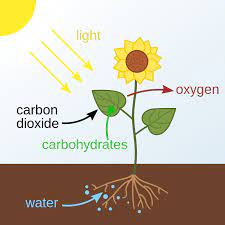 light
oxygen
carbon
dioxide
carbohydrates
water